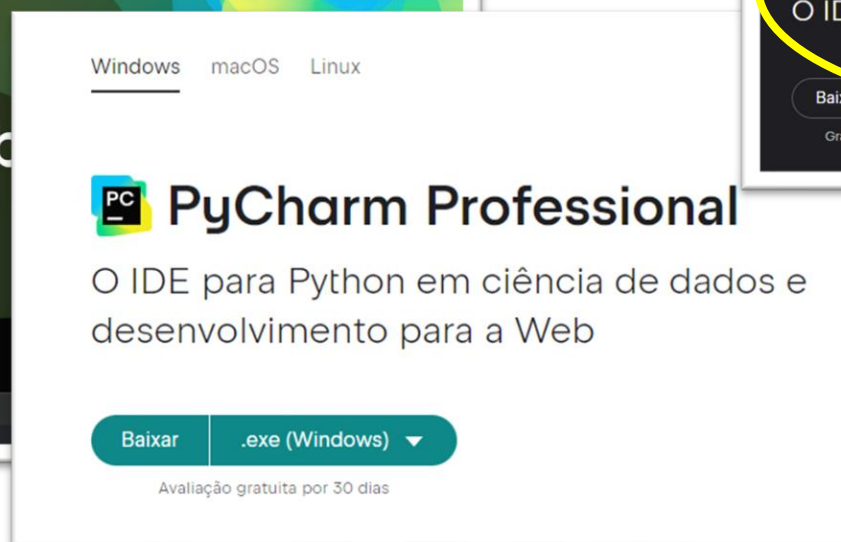 Windows macOS Linux
PC
PyCharm Professional
O IDE para Python em ciência de dados e
desenvolvimento para a Web
Baixar .exe (Windows)
Avaliação gratuita por 30 dias